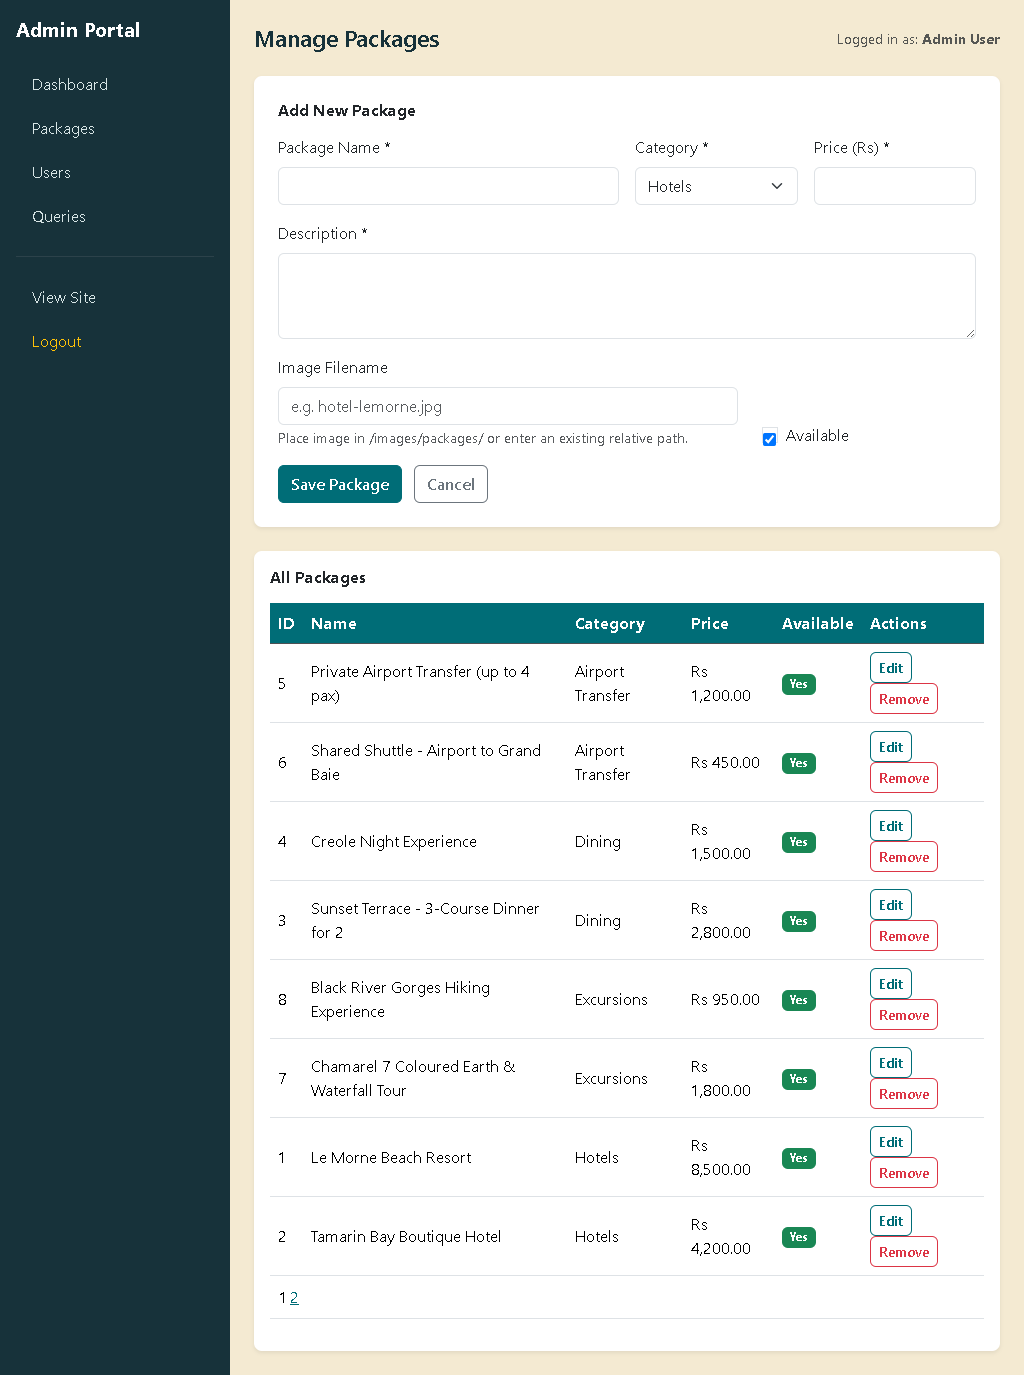 Admin Portal
Dashboard
Packages
Users
Queries
View Site
Logout
Manage Packages
Logged in as: Admin User
Add New Package
Package Name *
Category *
Price (Rs) *
Hotels
Description *
Image Filename
e.g. hotel-lemorne.jpg
Place image in /images/packages/ or enter an existing relative path.
Available
Save Package
Cancel
All Packages
ID Name Category Price Available Actions
5 Private Airport Transfer (up to 4 pax) Airport Transfer Rs 1,200.00 Yes Edit Remove
6 Shared Shuttle - Airport to Grand Baie Airport Transfer Rs 450.00 Yes Edit Remove
4 Creole Night Experience Dining Rs 1,500.00 Yes Edit Remove
3 Sunset Terrace - 3-Course Dinner for 2 Dining Rs 2,800.00 Yes Edit Remove
8 Black River Gorges Hiking Experience Excursions Rs 950.00 Yes Edit Remove
7 Chamarel 7 Coloured Earth & Waterfall Tour Excursions Rs 1,800.00 Yes Edit Remove
1 Le Morne Beach Resort Hotels Rs 8,500.00 Yes Edit Remove
2 Tamarin Bay Boutique Hotel Hotels Rs 4,200.00 Yes Edit Remove
1 2